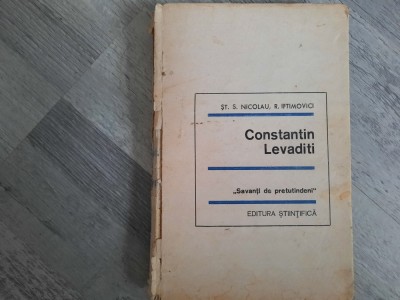 ŞT. S. NICOLAU, R. IFTIMOVICI
Constantin
Levaditi
„Savanţi de pretutindeni"
EDITURA ŞTIINŢIFICĂ